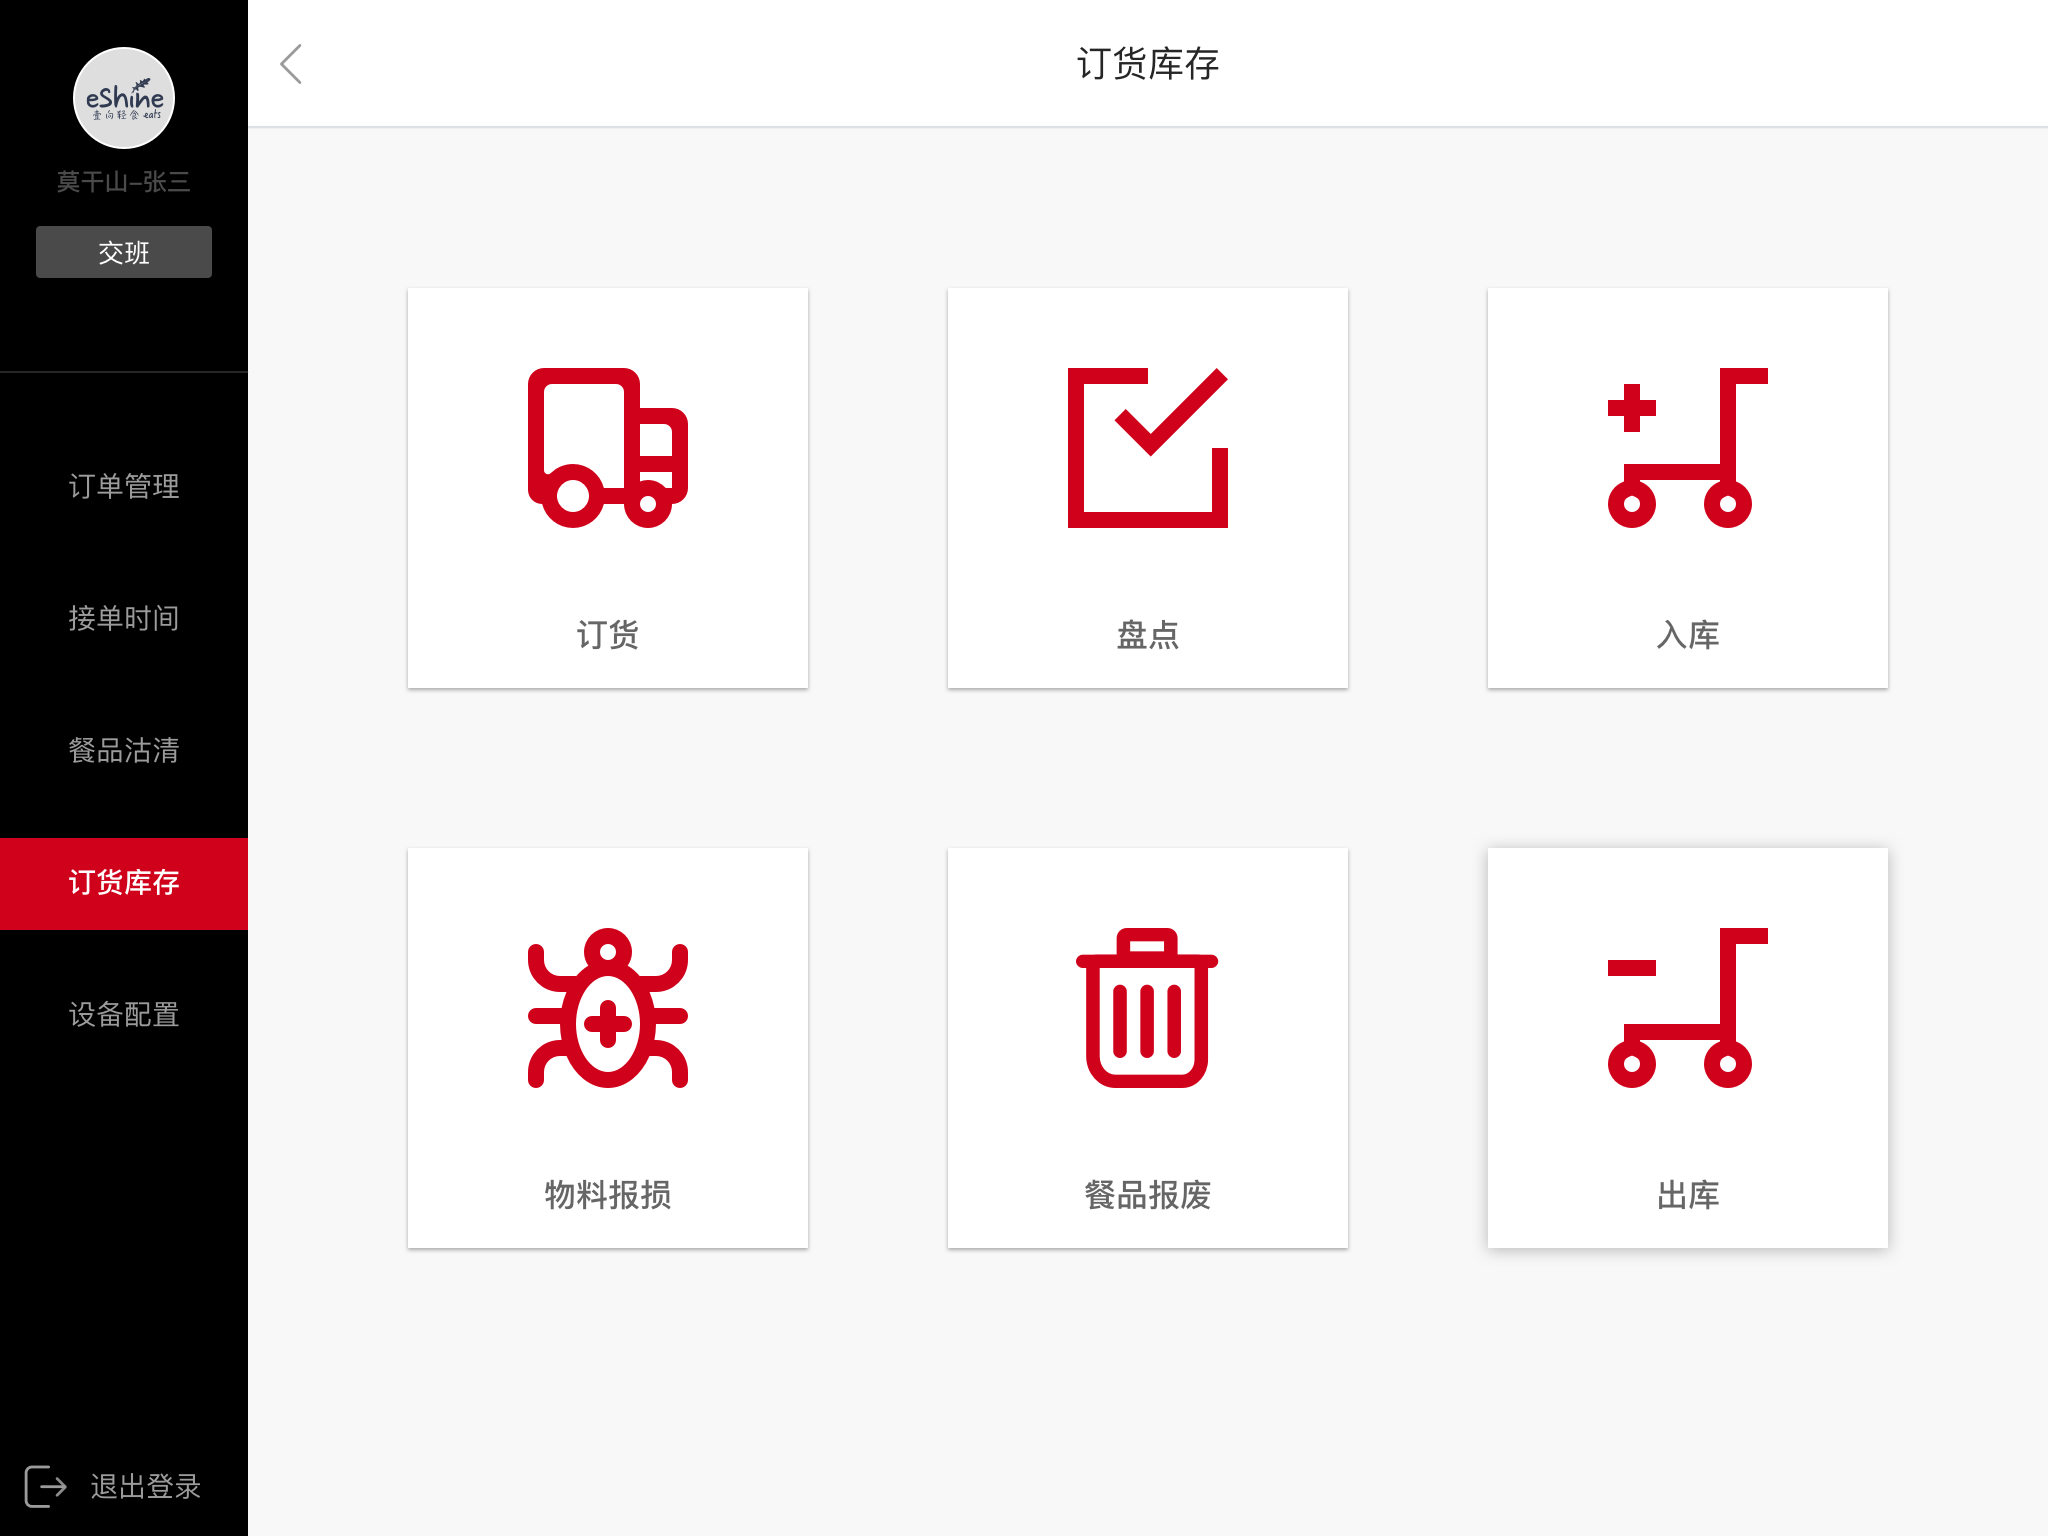 eShine
壹向轻食 eats
莫干山–张三
交班
订单管理
接单时间
餐品沽清
订货库存
设备配置
退出登录
订货库存
订货
盘点
入库
物料报损
餐品报废
出库